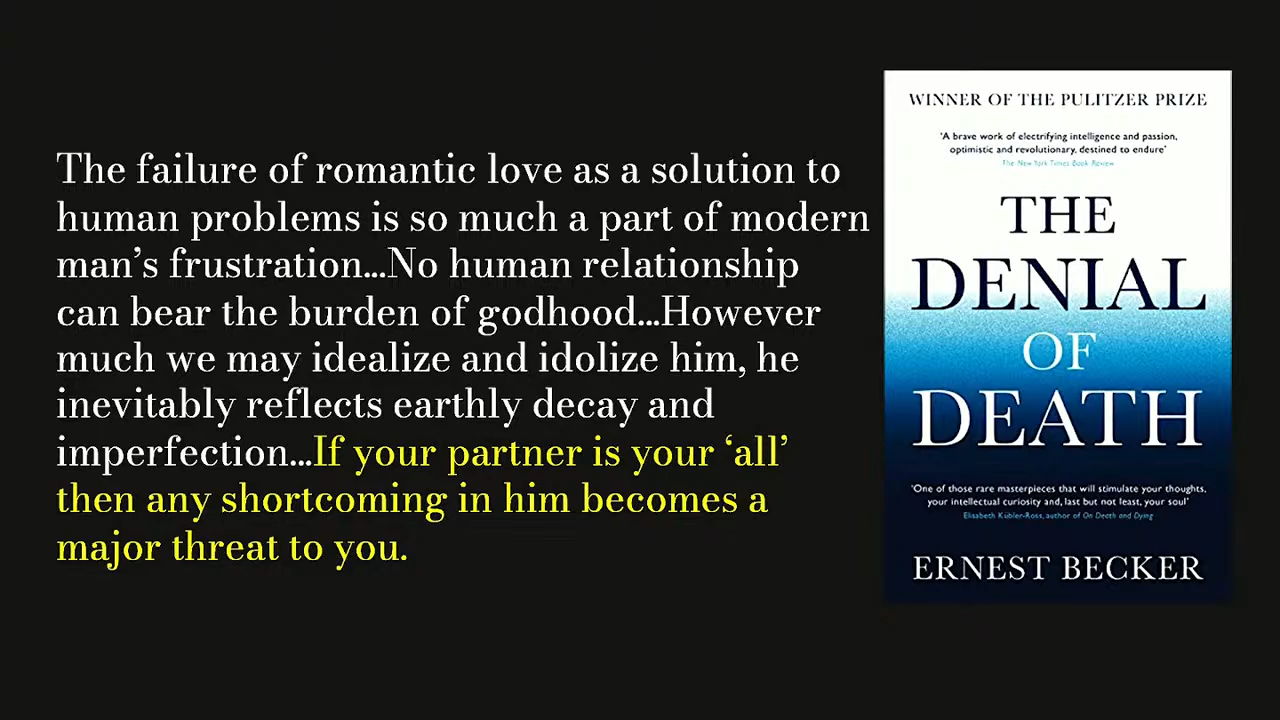 The failure of romantic love as a solution to
human problems is so much a part of modern
man’s frustration...No human relationship
can bear the burden of godhood...However
much we may idealize and idolize him, he
inevitably reflects earthly decay and
imperfection...If your partner is your ‘all’
then any shortcoming in him becomes a
major threat to you.
WINNER OF THE PULITZER PRIZE
‘A brave work of electrifying intelligence and passion,
optimistic and revolutionary, destined to endure’
The New York Times Book Review
THE
DENIAL
OF
DEATH
‘One of those rare masterpieces that will stimulate your thoughts,
your intellectual curiosity and, last but not least, your soul’
Elisabeth Kübler-Ross, author of On Death and Dying
ERNEST BECKER